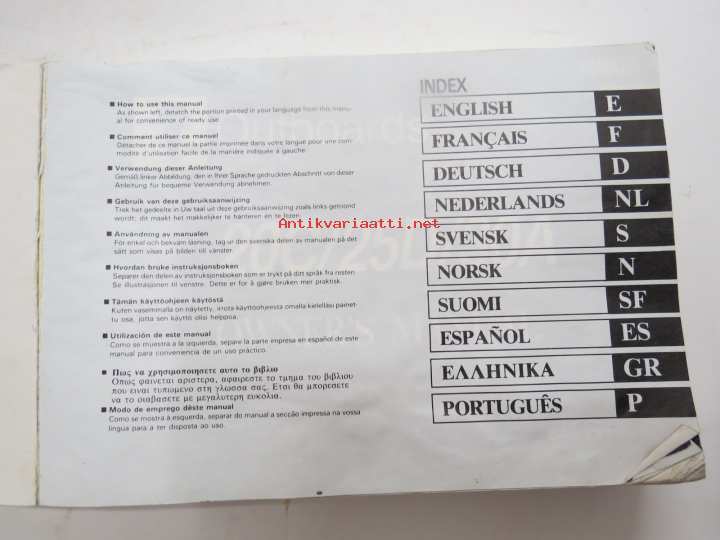 ■ How to use this manual
As shown left, detatch the portion printed in your language from this manu-
al for convenience of ready use.
■ Comment utiliser ce manuel
Détacher de ce manuel la partie imprimée dans votre langue pour une com-
modité d'utilisation facile de la manière indiquée à gauche.
■ Verwendung dieser Anleitung
Gemäß linker Abbildung, den in Ihrer Sprache gedruckten Abschnitt von dieser
Anleitung für bequeme Verwendung abnehmen.
■ Gebruik van deze gebruiksaanwijzing
Trek het gedeelte in Uw taal uit deze gebruiksaanwijzing zoals links getoond
wordt; dit maakt het makkelijker te hanteren en te lezen.
■ Användning av manualen
För enkel och bekväm läsning, tag ur den svenska delen av manualen på det
sätt som visas på bilden till vänster.
■ Hvordan bruke instruksjonsboken
Separer den delen av instruksjonsboken som er trykt på ditt språk fra resten.
Se illustrasjonen til venstre. Dette er for å gjøre bruken mer praktisk.
■ Tämän käyttöohjeen käytöstä
Kuten vasemmalla on näytetty, irrota käyttöohjeesta omalla kielelläsi painet-
tu osa, jotta sen käyttö olisi helppoa.
■ Utilización de este manual
Como se muestra a la izquierda, separe la parte impresa en español de este
manual para conveniencia de un uso práctico.
■ Πως να χρησιμοποιησετε αυτο το βιβλιο
Οπως φαινεται αριστερα, αφαιρεστε το τμημα του βιβλιου
που ειναι τυπωμενο στη γλωσσα σας. Ετσι θα μπορεσετε
να το διαβασετε με μεγαλυτερη ευκολια.
■ Modo de emprego dêste manual
Como se mostra à esquerda, separar do manual a secção impressa na vossa
língua para a ter disposta ao uso.
INDEX
ENGLISH E
FRANÇAIS F
DEUTSCH D
NEDERLANDS NL
SVENSK S
NORSK N
SUOMI SF
ESPAÑOL ES
ΕΛΛΗΝΙΚΑ GR
PORTUGUÊS P
Antikvariaatti.net